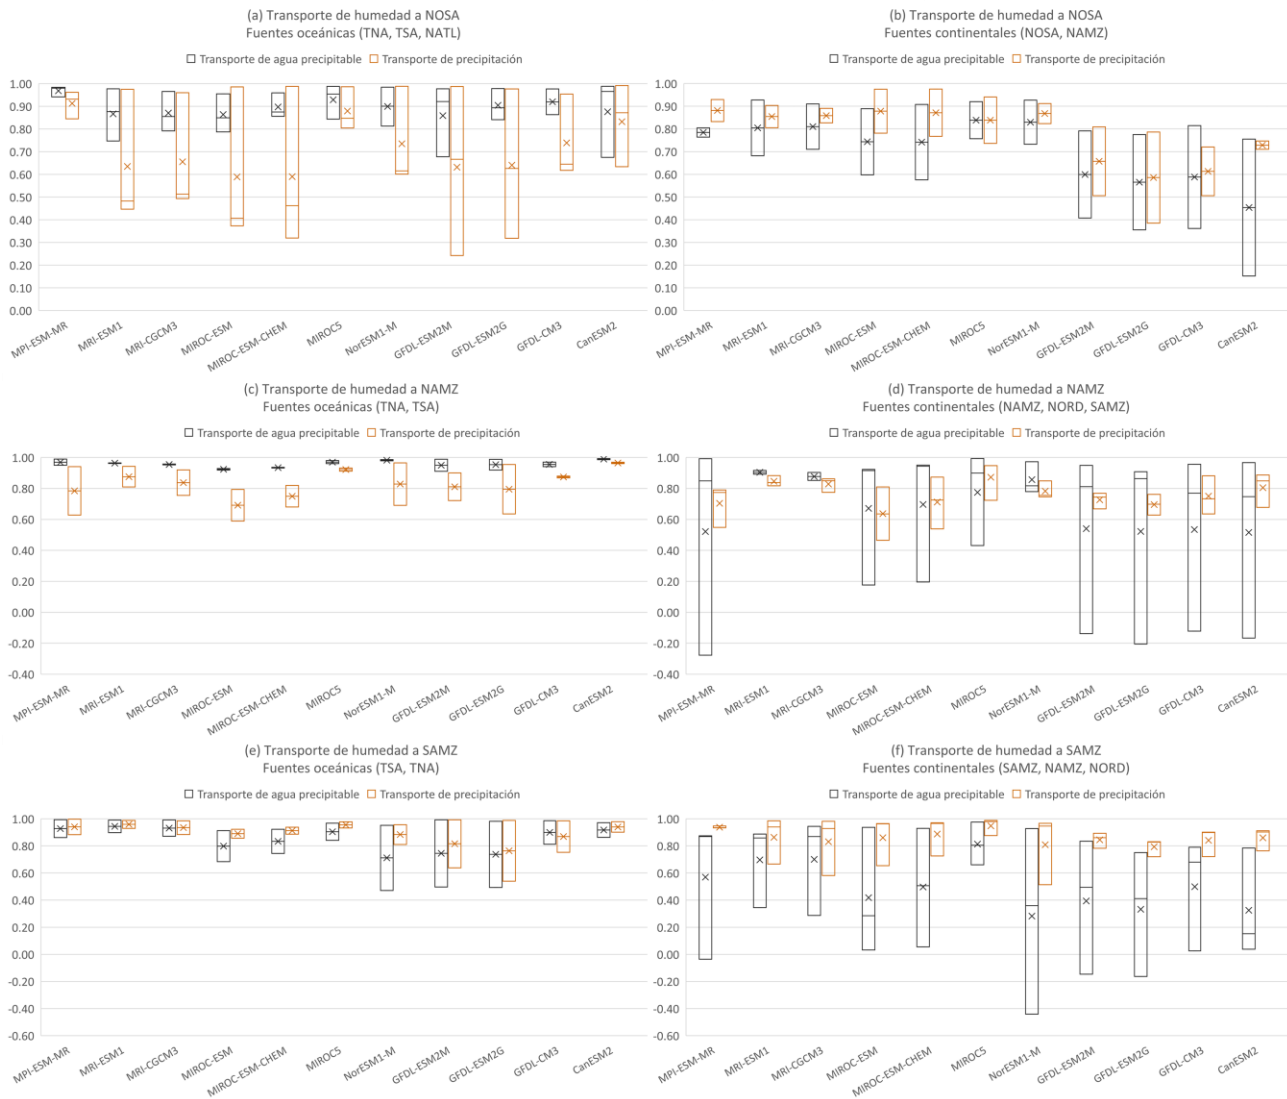 (a) Transporte de humedad a NOSA
Fuentes oceánicas (TNA, TSA, NATL)
Transporte de agua precipitable Transporte de precipitación
1.00
0.90
0.80
0.70
0.60
0.50
0.40
0.30
0.20
0.10
0.00
MPI-ESM-MR
MRI-ESM1
MRI-CGCM3
MIROC-ESM
MIROC-ESM-CHEM
MIROC5
NorESM1-M
GFDL-ESM2M
GFDL-ESM2G
GFDL-CM3
CanESM2
(b) Transporte de humedad a NOSA
Fuentes continentales (NOSA, NAMZ)
Transporte de agua precipitable Transporte de precipitación
1.00
0.90
0.80
0.70
0.60
0.50
0.40
0.30
0.20
0.10
0.00
MPI-ESM-MR
MRI-ESM1
MRI-CGCM3
MIROC-ESM
MIROC-ESM-CHEM
MIROC5
NorESM1-M
GFDL-ESM2M
GFDL-ESM2G
GFDL-CM3
CanESM2
(c) Transporte de humedad a NAMZ
Fuentes oceánicas (TNA, TSA)
Transporte de agua precipitable Transporte de precipitación
1.00
0.80
0.60
0.40
0.20
0.00
-0.20
-0.40
MPI-ESM-MR
MRI-ESM1
MRI-CGCM3
MIROC-ESM
MIROC-ESM-CHEM
MIROC5
NorESM1-M
GFDL-ESM2M
GFDL-ESM2G
GFDL-CM3
CanESM2
(d) Transporte de humedad a NAMZ
Fuentes continentales (NAMZ, NORD, SAMZ)
Transporte de agua precipitable Transporte de precipitación
1.00
0.80
0.60
0.40
0.20
0.00
-0.20
-0.40
MPI-ESM-MR
MRI-ESM1
MRI-CGCM3
MIROC-ESM
MIROC-ESM-CHEM
MIROC5
NorESM1-M
GFDL-ESM2M
GFDL-ESM2G
GFDL-CM3
CanESM2
(e) Transporte de humedad a SAMZ
Fuentes oceánicas (TSA, TNA)
Transporte de agua precipitable Transporte de precipitación
1.00
0.80
0.60
0.40
0.20
0.00
-0.20
-0.40
-0.60
MPI-ESM-MR
MRI-ESM1
MRI-CGCM3
MIROC-ESM
MIROC-ESM-CHEM
MIROC5
NorESM1-M
GFDL-ESM2M
GFDL-ESM2G
GFDL-CM3
CanESM2
(f) Transporte de humedad a SAMZ
Fuentes continentales (SAMZ, NAMZ, NORD)
Transporte de agua precipitable Transporte de precipitación
1.00
0.80
0.60
0.40
0.20
0.00
-0.20
-0.40
-0.60
MPI-ESM-MR
MRI-ESM1
MRI-CGCM3
MIROC-ESM
MIROC-ESM-CHEM
MIROC5
NorESM1-M
GFDL-ESM2M
GFDL-ESM2G
GFDL-CM3
CanESM2